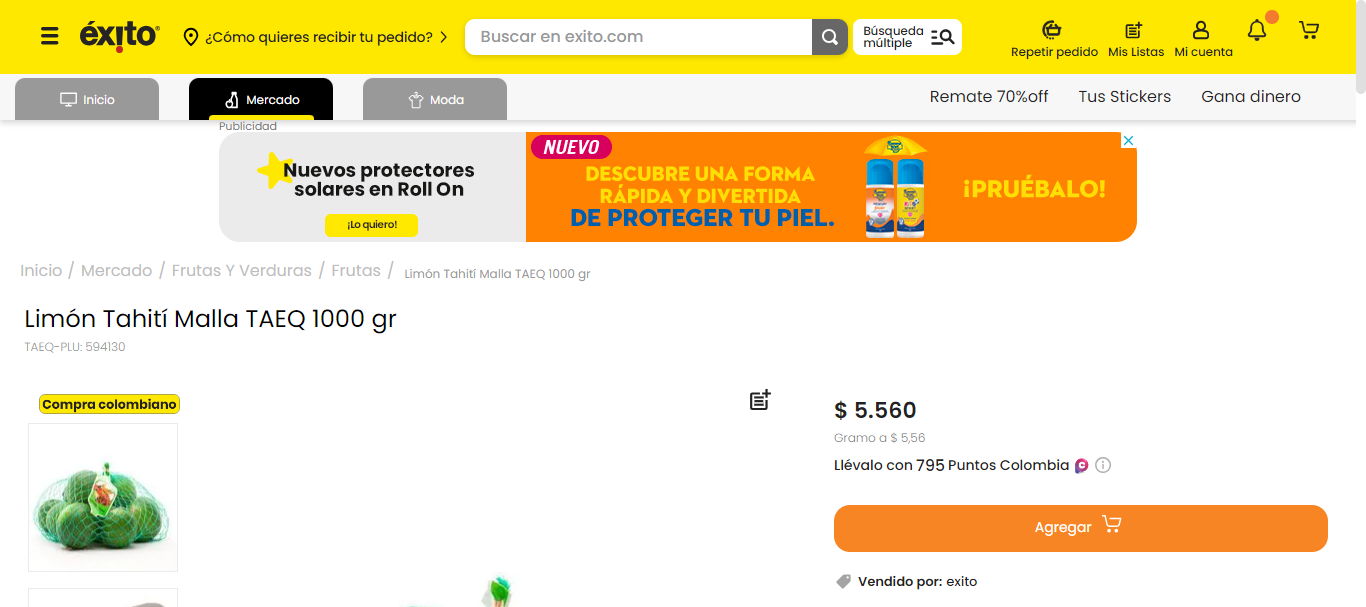 éxito
¿Cómo quieres recibir tu pedido?
Buscar en exito.com
Búsqueda
múltiple
Repetir pedido
Mis Listas
Mi cuenta
Inicio
Mercado
Moda
Remate 70%off
Tus Stickers
Gana dinero
Publicidad
Nuevos protectores
solares en Roll On
¡Lo quiero!
NUEVO
DESCUBRE UNA FORMA
RÁPIDA Y DIVERTIDA
DE PROTEGER TU PIEL.
¡PRUÉBALO!
Inicio / Mercado / Frutas Y Verduras / Frutas / Limón Tahití Malla TAEQ 1000 gr
Limón Tahití Malla TAEQ 1000 gr
TAEQ-PLU: 594130
Compra colombiano
$ 5.560
Gramo a $ 5,56
Llévalo con 795 Puntos Colombia
Agregar
Vendido por: exito